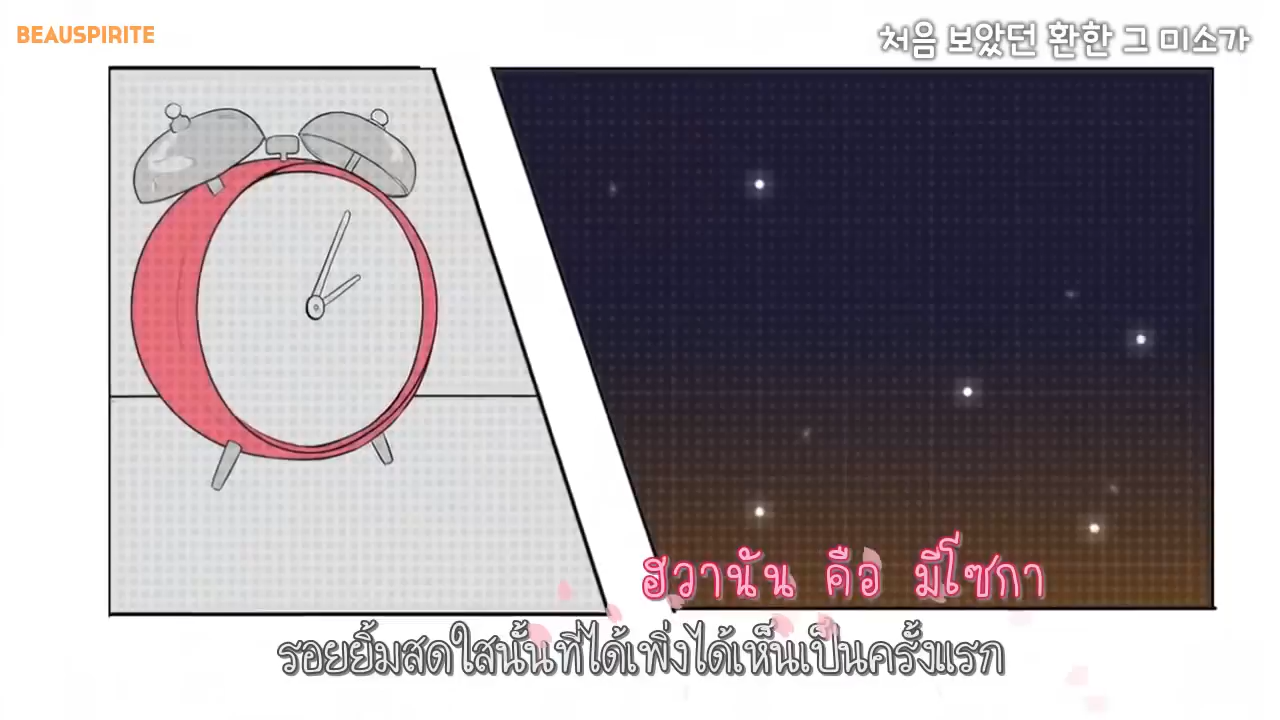 BEAUSPIRITE
처음 보았던 환한 그 미소가
ฮวานัน คือ มีโซกา
รอยยิ้มสดใสนั้นที่ได้เพิ่งได้เห็นเป็นครั้งแรก